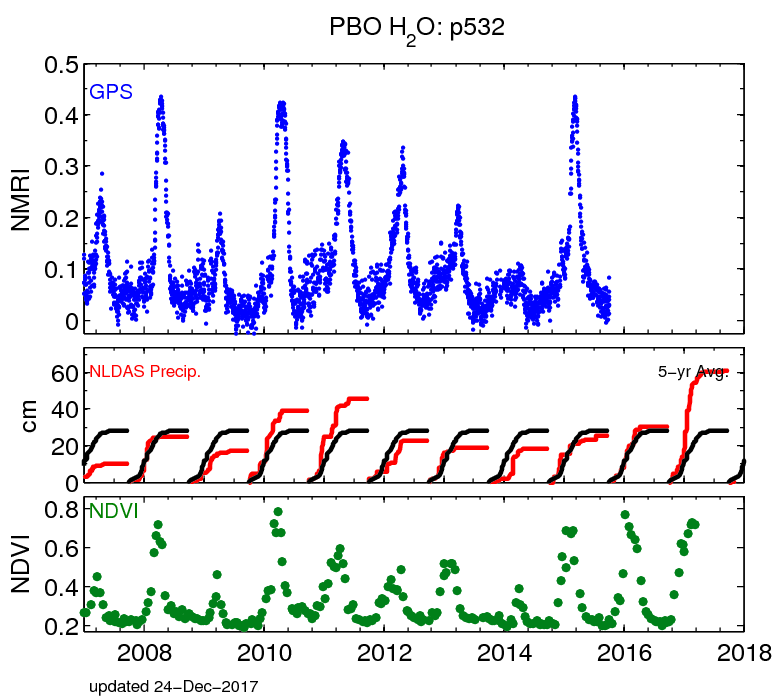 PBO H2O: p532
0.5
GPS
0.4
0.3
NMRI
0.2
0.1
0
NLDAS Precip.
5−yr Avg.
60
cm
40
20
0
NDVI
0.8
0.6
NDVI
0.4
0.2
2008 2010 2012 2014 2016 2018
updated 24−Dec−2017